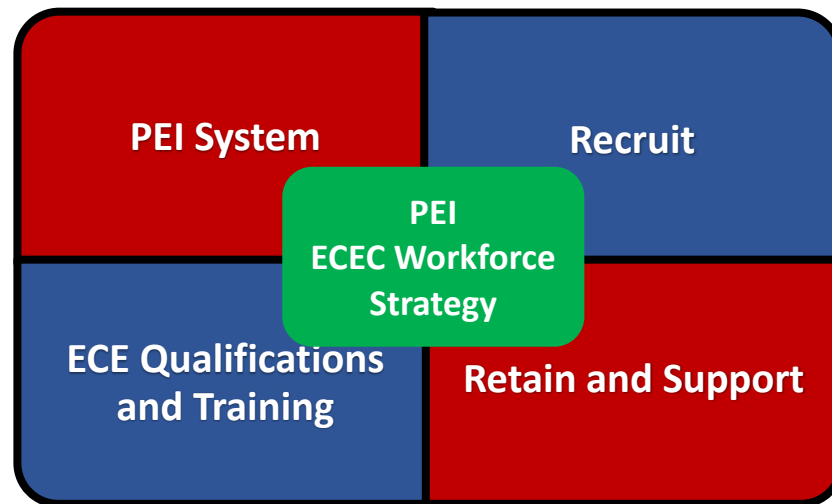 PEI System
Recruit
PEI
ECEC Workforce
Strategy
ECE Qualifications
and Training
Retain and Support